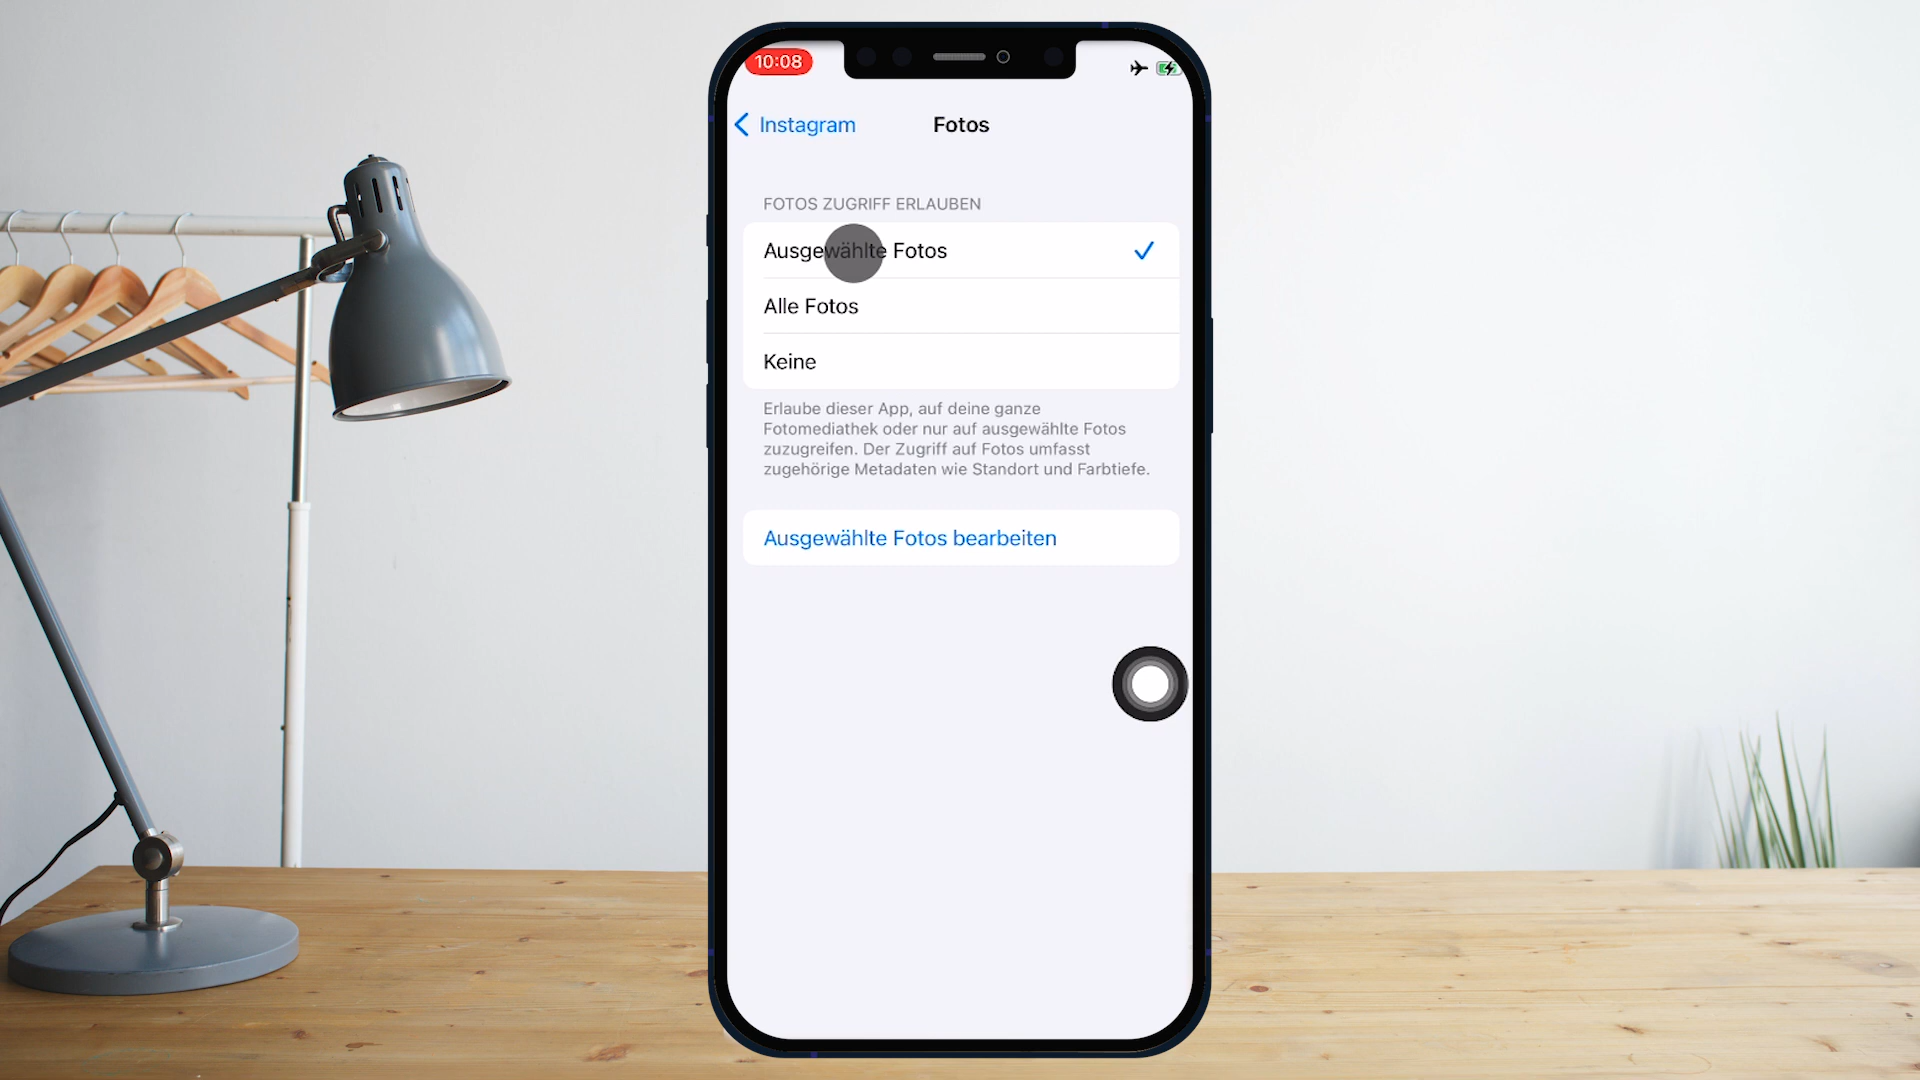 10:08
Instagram
Fotos
FOTOS ZUGRIFF ERLAUBEN
Ausgewählte Fotos
Alle Fotos
Keine
Erlaube dieser App, auf deine ganze
Fotomediathek oder nur auf ausgewählte Fotos
zuzugreifen. Der Zugriff auf Fotos umfasst
zugehörige Metadaten wie Standort und Farbtiefe.
Ausgewählte Fotos bearbeiten